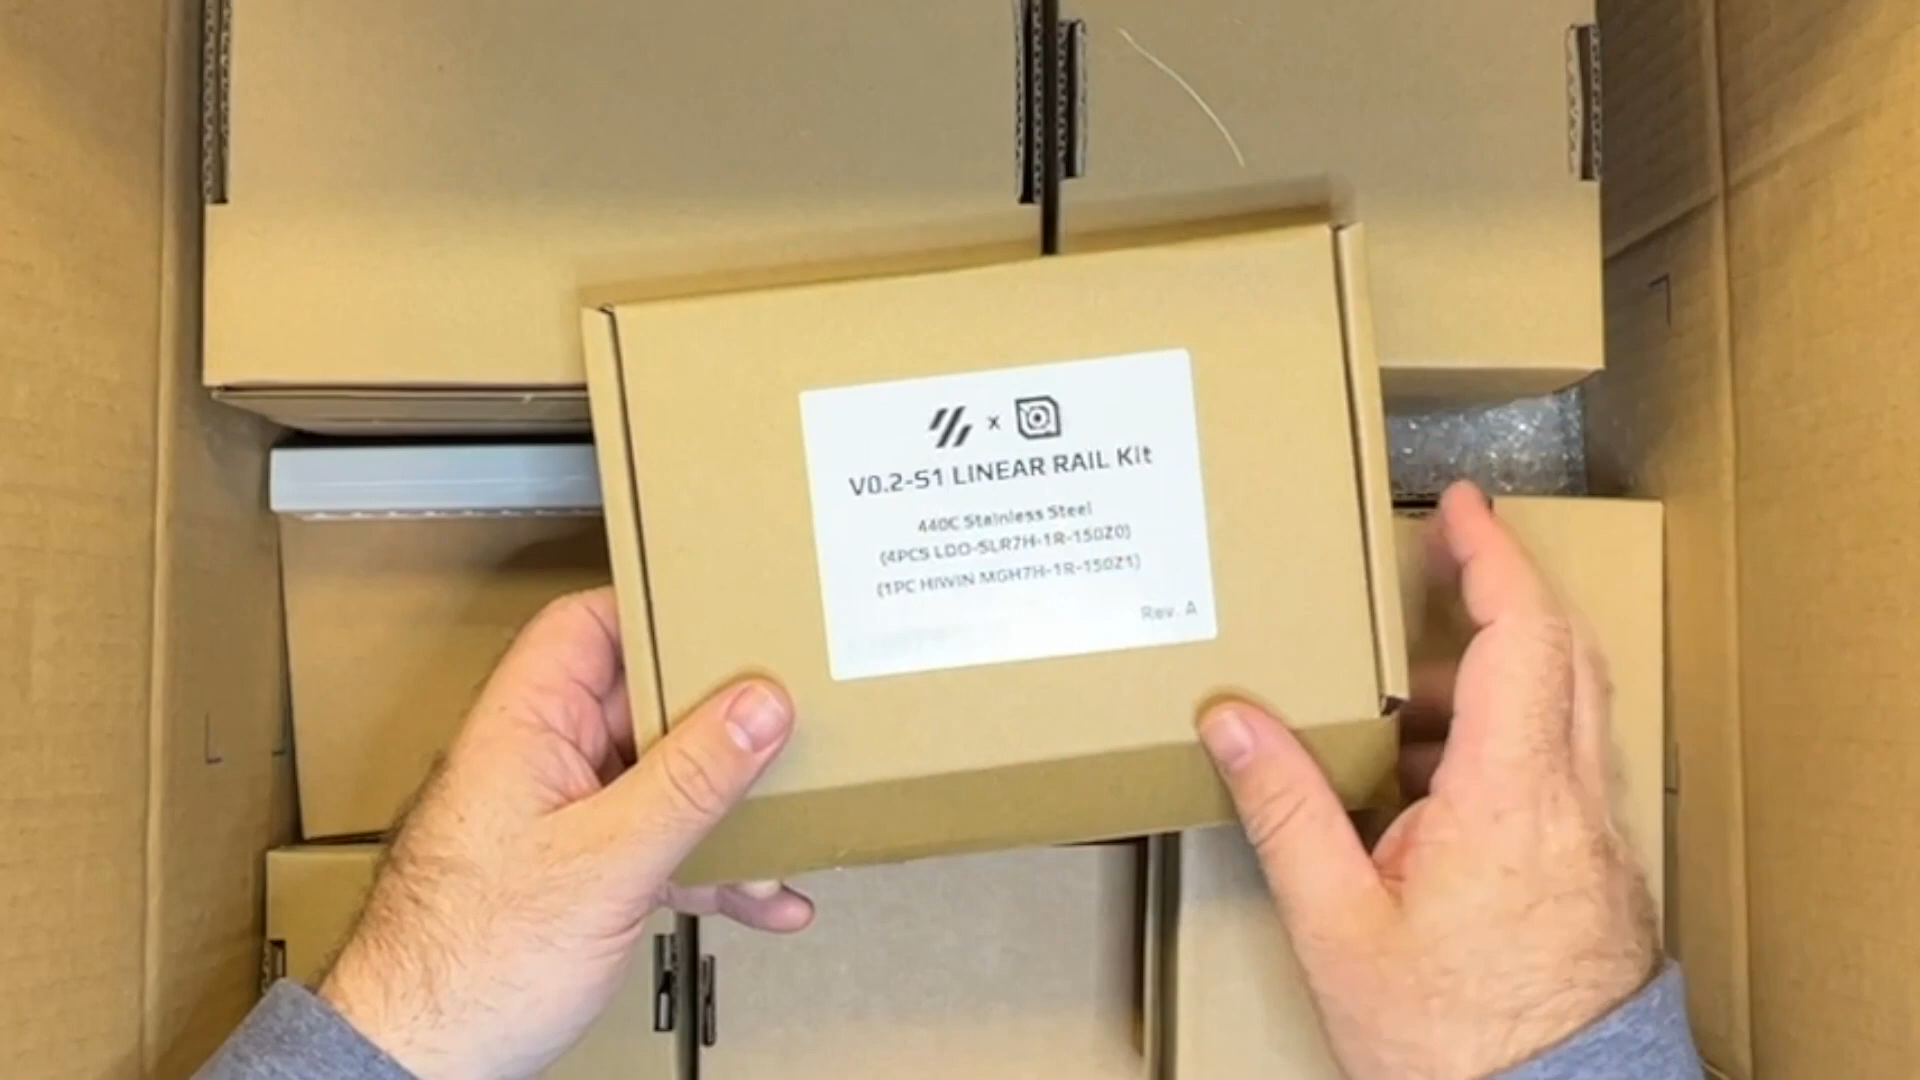 x
V0.2-S1 LINEAR RAIL Kit
440C Stainless Steel
(4PCS LDO-SLR7H-1R-150Z0)
(1PC HIWIN MGH7H-1R-150Z1)
Rev. A